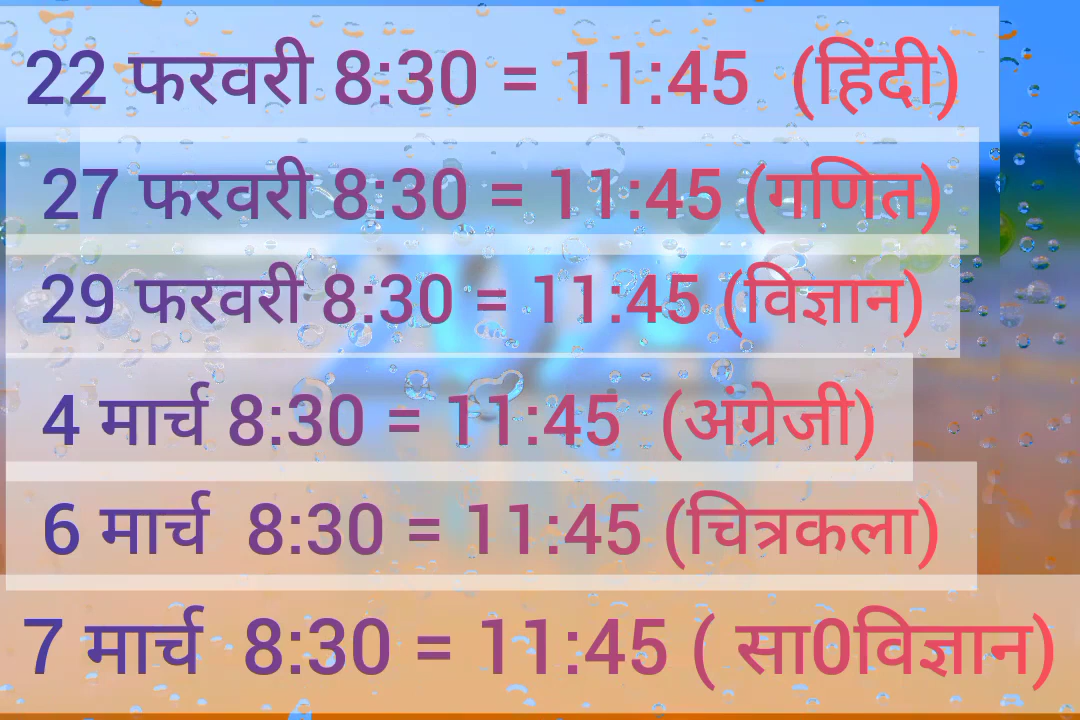 22 फरवरी 8:30 = 11:45 (हिंदी)
27 फरवरी 8:30 = 11:45 (गणित)
29 फरवरी 8:30 = 11:45 (विज्ञान)
4 मार्च 8:30 = 11:45 (अंग्रेजी)
6 मार्च 8:30 = 11:45 (चित्रकला)
7 मार्च 8:30 = 11:45 ( सा0विज्ञान)